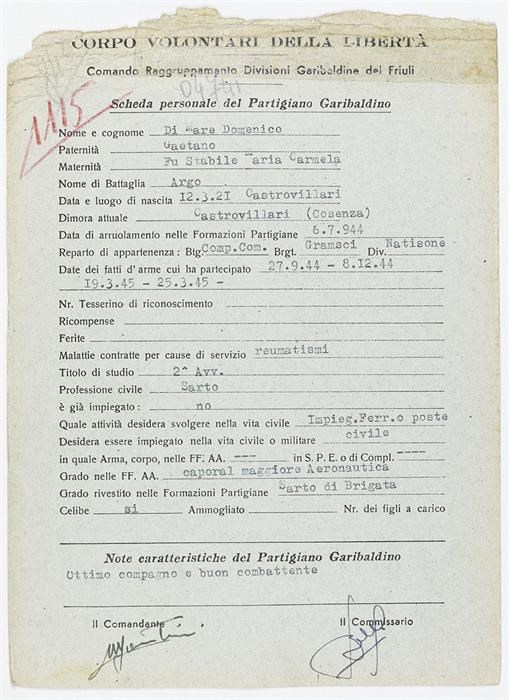 CORPO VOLONTARI DELLA LIBERTÀ
Comando Raggruppamento Divisioni Garibaldine del Friuli
04741
1115
Scheda personale del Partigiano Garibaldino
Nome e cognome Di Mare Domenico
Paternità Gaetano
Maternità Fu Stabile Maria Carmela
Nome di Battaglia Argo
Data e luogo di nascita 12.3.21 Castrovillari
Dimora attuale Castrovillari (Cosenza)
Data di arruolamento nelle Formazioni Partigiane 6.7.944
Reparto di appartenenza: Btg. Comp.Com. Brgt. Gramsci Div. Natisone
Date dei fatti d'arme cui ha partecipato 27.9.44 - 8.12.44
19.3.45 - 25.3.45 -
Nr. Tesserino di riconoscimento
Ricompense
Ferite
Malattie contratte per cause di servizio reumatismi
Titolo di studio 2^ Avv.
Professione civile Sarto
è già impiegato: no
Quale attività desidera svolgere nella vita civile Impieg.Ferr.o poste
Desidera essere impiegato nella vita civile o militare civile
in quale Arma, corpo, nelle FF. AA. --- in S. P. E. o di Compl. ----
Grado nelle FF. AA. caporal maggiore Aeronautica
Grado rivestito nelle Formazioni Partigiane Sarto di Brigata
Celibe si Ammogliato Nr. dei figli a carico
Note caratteristiche del Partigiano Garibaldino
Ottimo compagno e buon combattente
Il Comandante Il Commissario